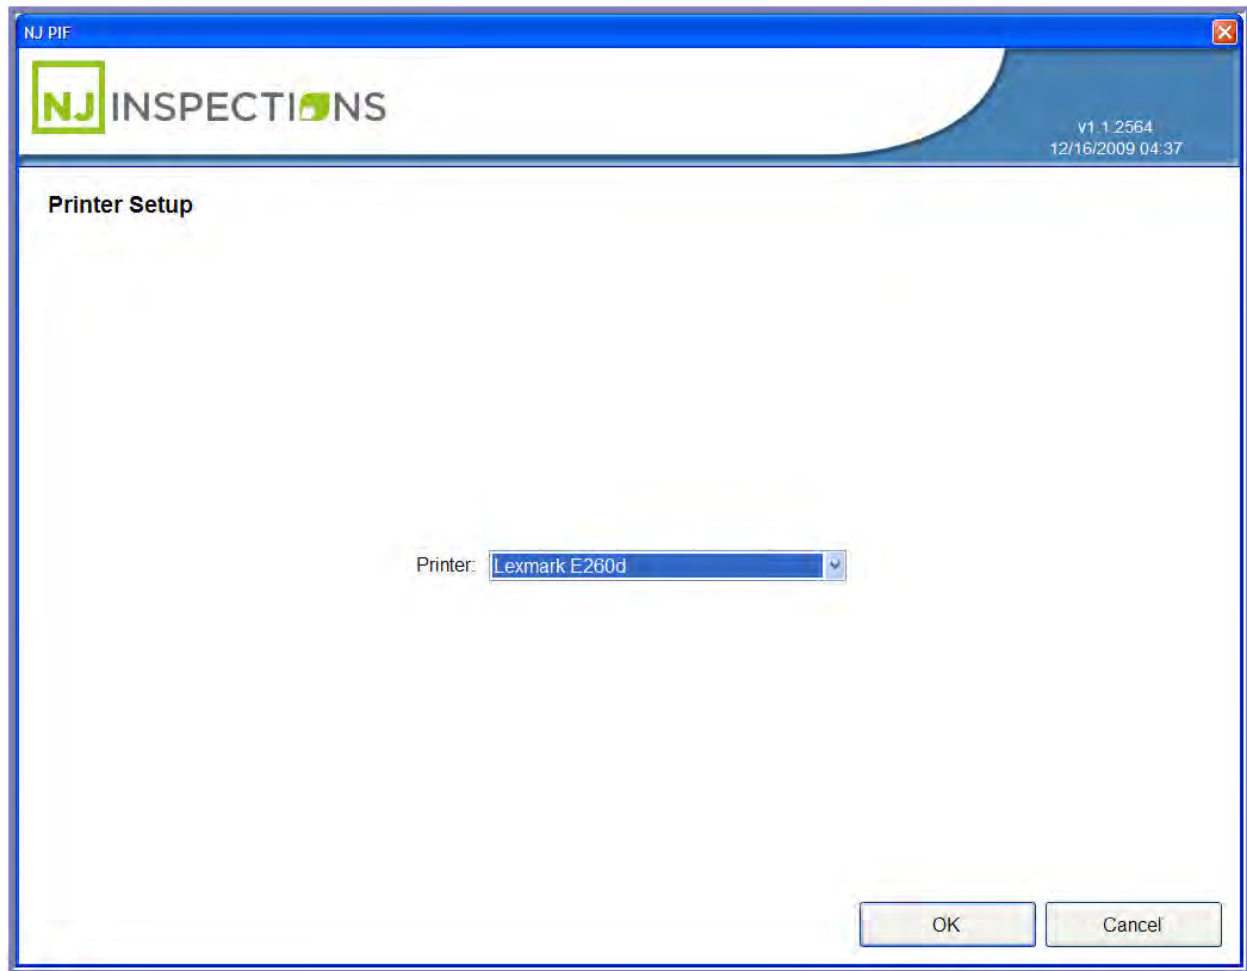 NJ PIF
NJ INSPECTIONS
v1.1.2564
12/16/2009 04:37
Printer Setup
Printer: Lexmark E260d
OK Cancel